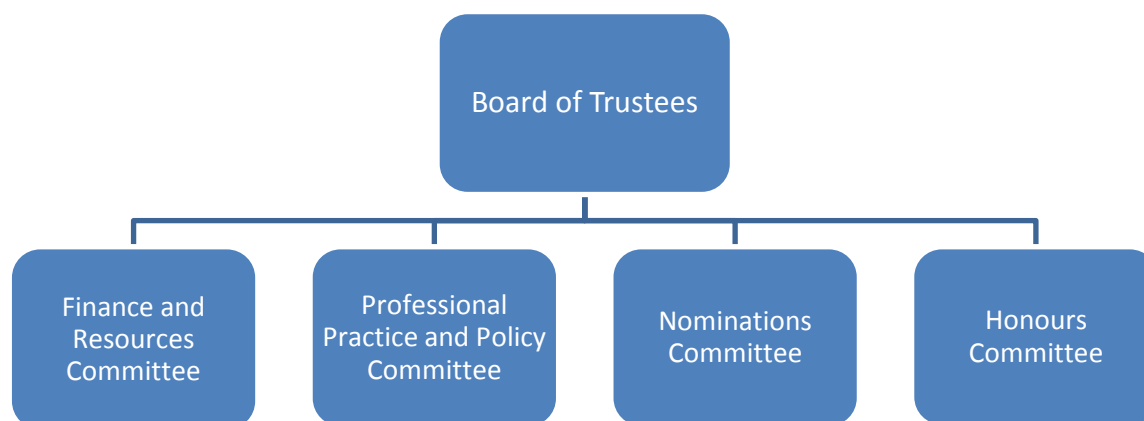 Board of Trustees
Finance and
Resources
Committee
Professional
Practice and Policy
Committee
Nominations
Committee
Honours
Committee